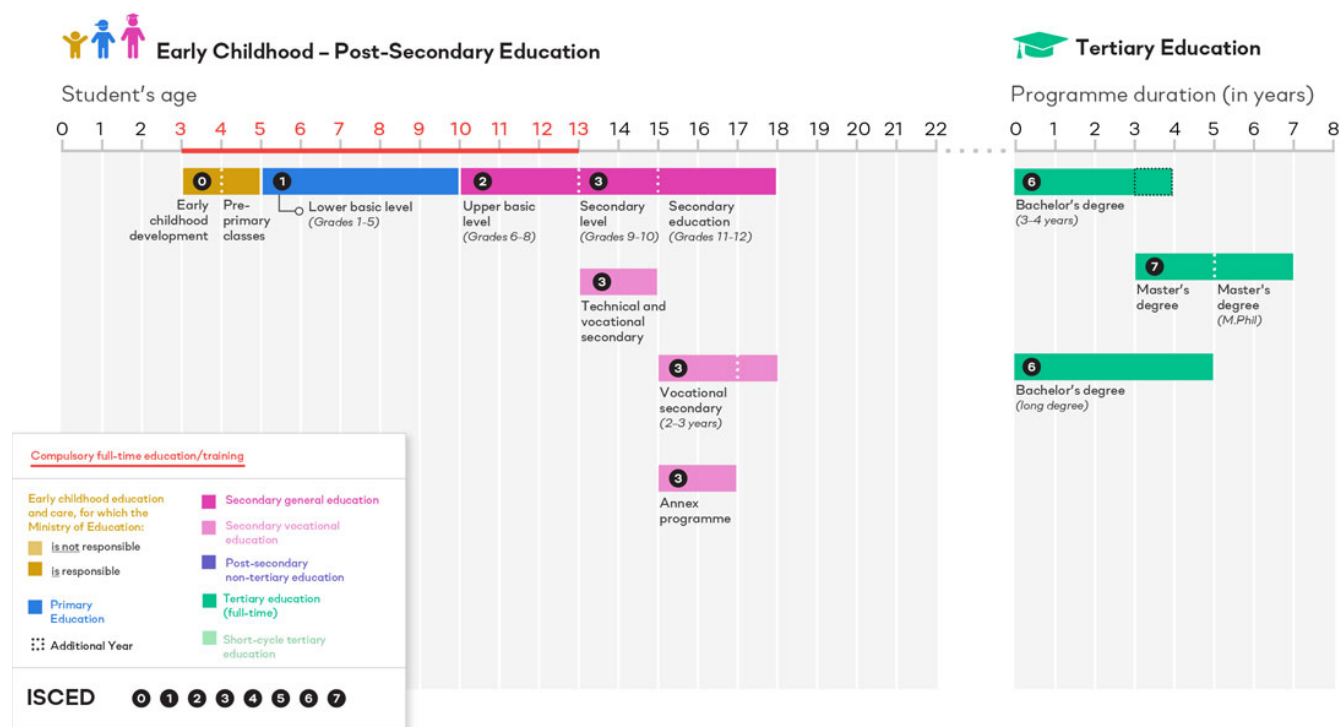 Early Childhood – Post-Secondary Education
Tertiary Education
Student's age
Programme duration (in years)
0 1 2 3 4 5 6 7 8 9 10 11 12 13 14 15 16 17 18 19 20 21 22
0 1 2 3 4 5 6 7 8
0
1
2
3
Early
childhood
development
Pre-
primary
classes
Lower basic level
(Grades 1-5)
Upper basic
level
(Grades 6-8)
Secondary
level
(Grades 9-10)
Secondary
education
(Grades 11-12)
3
Technical and
vocational
secondary
3
Vocational
secondary
(2-3 years)
3
Annex
programme
6
Bachelor's degree
(3-4 years)
7
Master's
degree
Master's
degree
(M.Phil)
6
Bachelor's degree
(long degree)
Compulsory full-time education/training
Early childhood education
and care, for which the
Ministry of Education:
is not responsible
is responsible
Primary
Education
Additional Year
Secondary general education
Secondary vocational
education
Post-secondary
non-tertiary education
Tertiary education
(full-time)
Short-cycle tertiary
education
ISCED 0 1 2 3 4 5 6 7